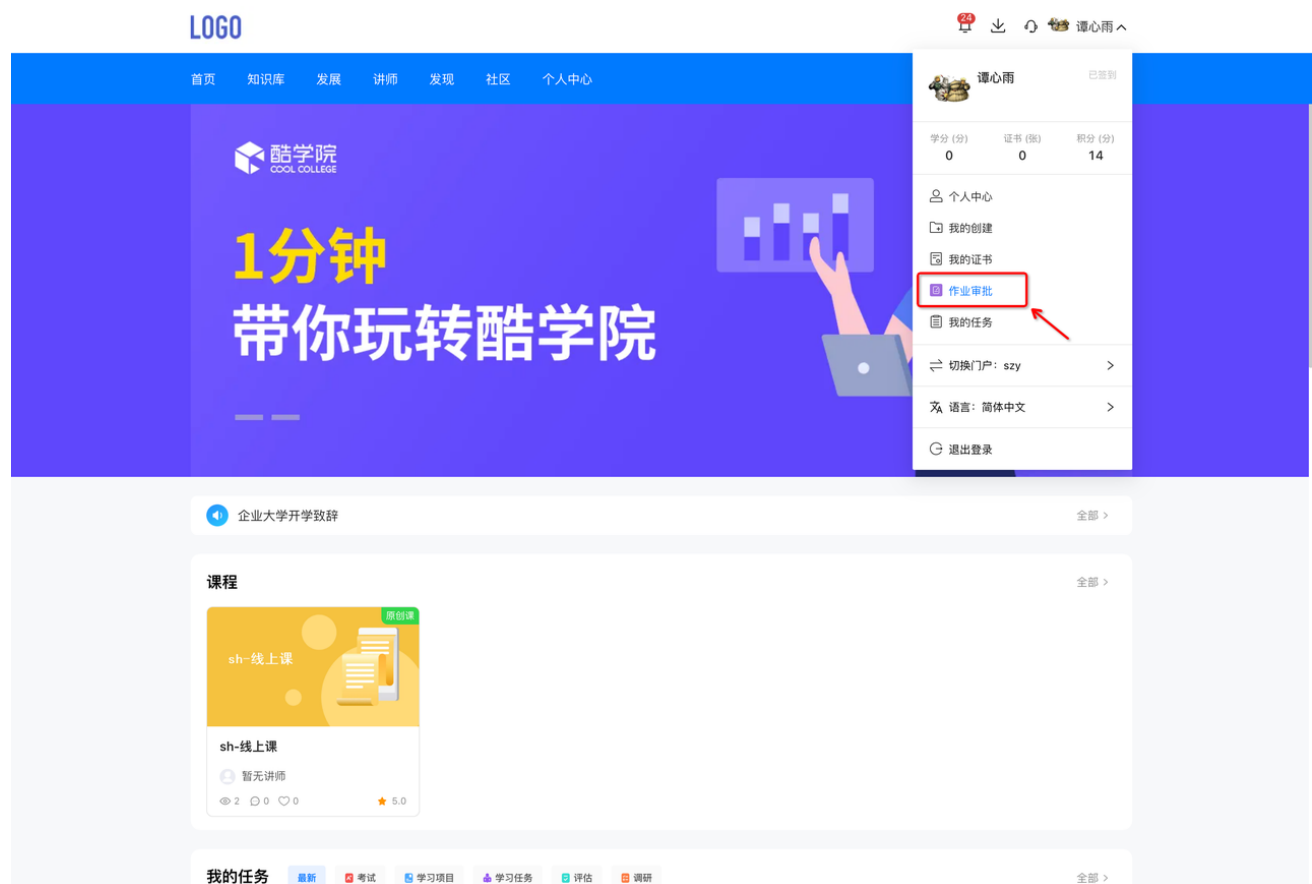 LOGO
24
谭心雨
首页 知识库 发展 讲师 发现 社区 个人中心
谭心雨 已签到
学分 (分) 证书 (张) 积分 (分)
0 0 14
个人中心
我的创建
我的证书
作业审批
我的任务
切换门户：szy
语言：简体中文
退出登录
酷学院
COOL COLLEGE
1分钟
带你玩转酷学院
企业大学开学致辞 全部
课程 全部
原创课
sh-线上课
sh-线上课
暂无讲师
2 0 0 5.0
我的任务 最新 考试 学习项目 学习任务 评估 调研 全部